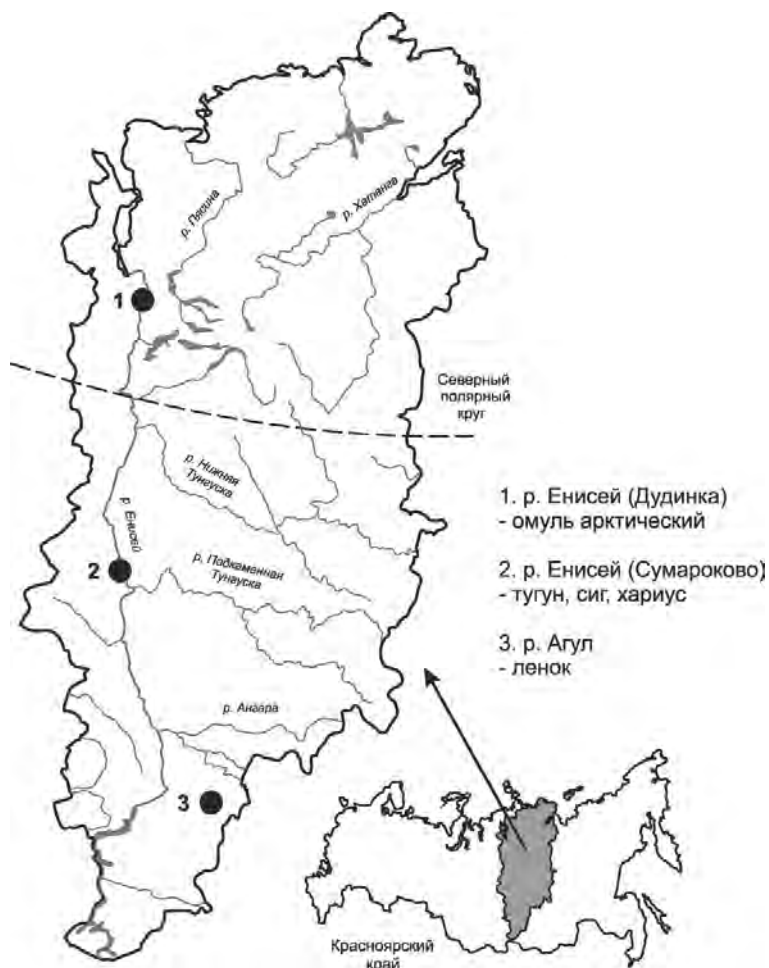 р. Пясина
р. Хатанга
1
Северный
полярный
круг
р. Нижняя
Тунгуска
р. Енисей
р. Подкаменная
Тунгуска
2
р. Ангара
3
1. р. Енисей (Дудинка)
- омуль арктический
2. р. Енисей (Сумароково)
- тугун, сиг, хариус
3. р. Агул
- ленок
Красноярский
край